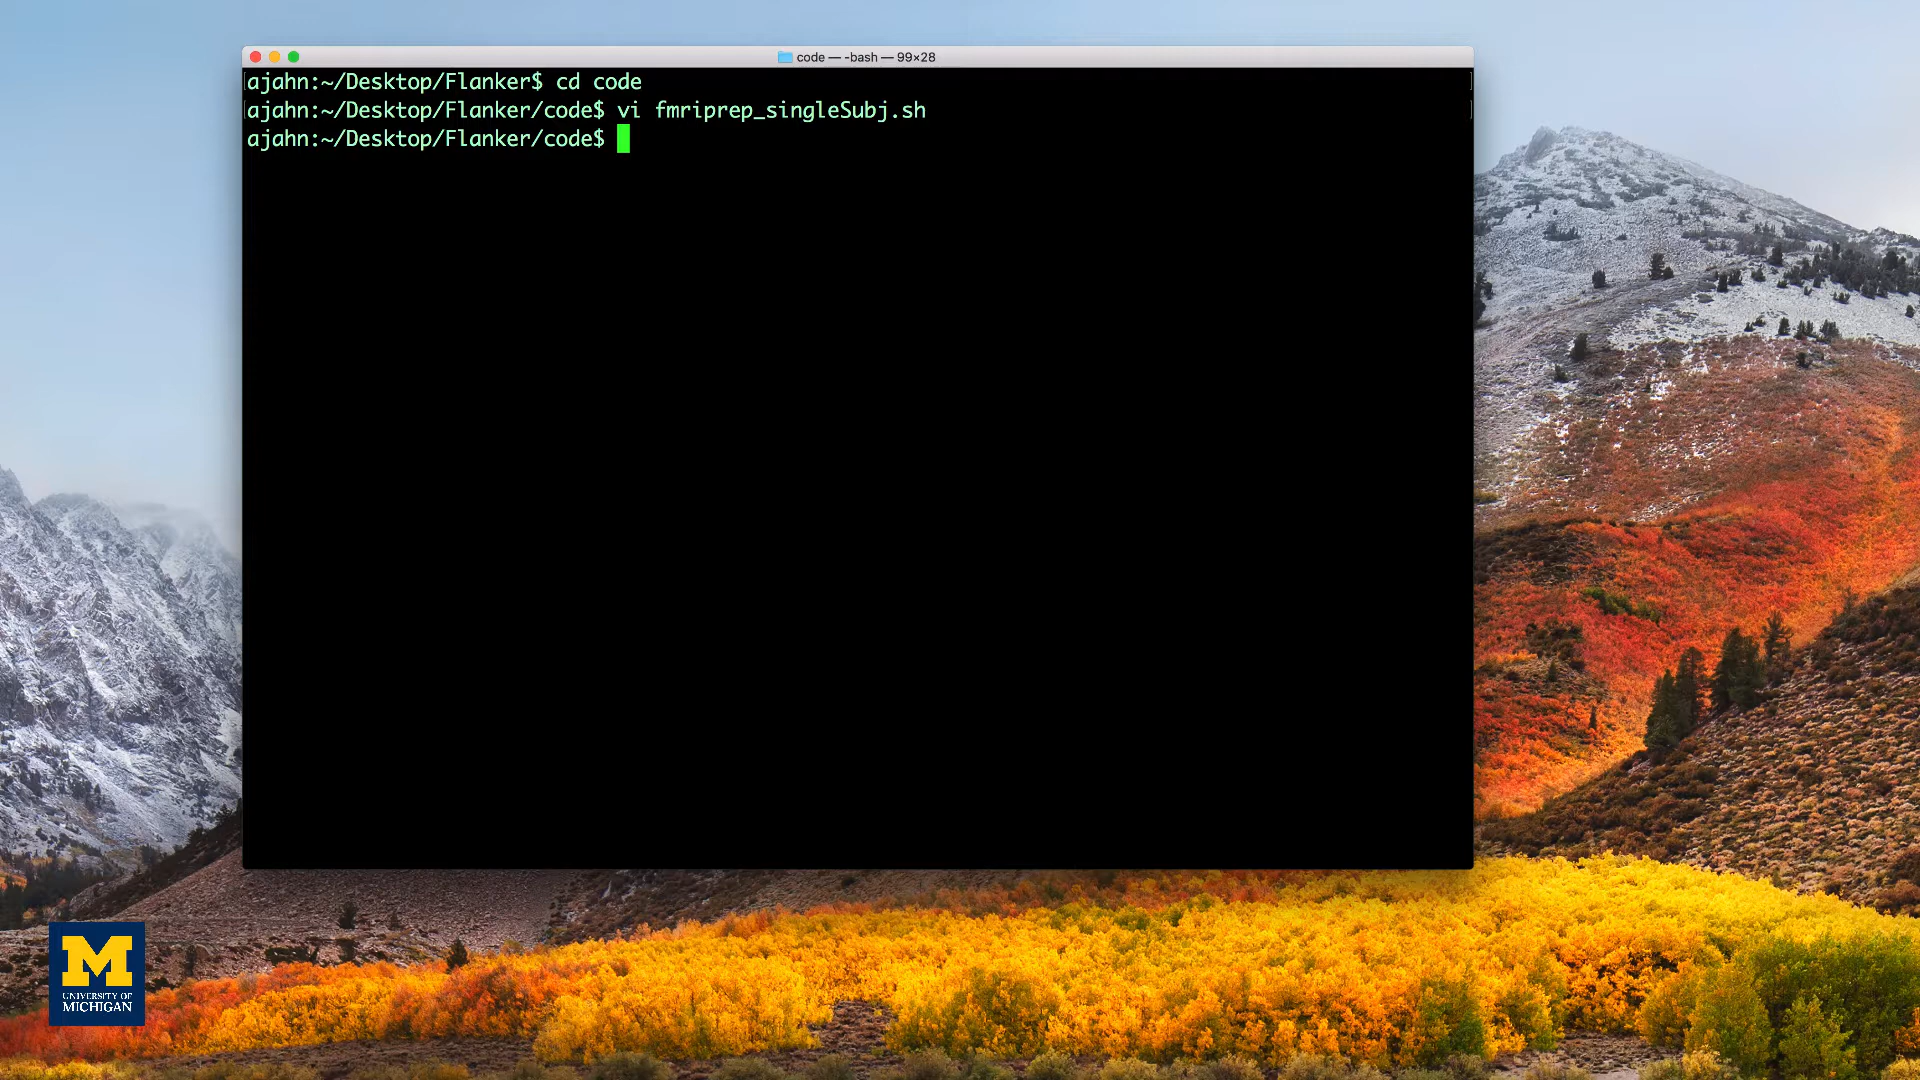 code — -bash — 99×28
ajahn:~/Desktop/Flanker$ cd code
ajahn:~/Desktop/Flanker/code$ vi fmriprep_singleSubj.sh
ajahn:~/Desktop/Flanker/code$
M
UNIVERSITY OF
MICHIGAN